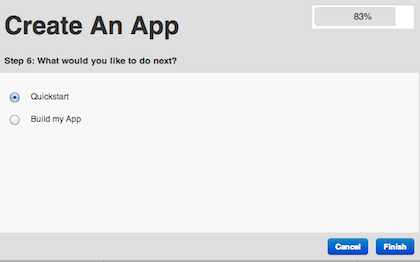 Create An App
83%
Step 6: What would you like to do next?
Quickstart
Build my App
Cancel
Finish